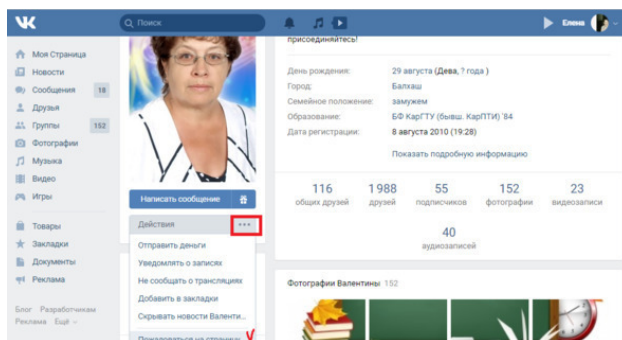 Поиск
Елена
Моя Страница
Новости
Сообщения 18
Друзья
Группы 152
Фотографии
Музыка
Видео
Игры
Товары
Закладки
Документы
Реклама
Блог Разработчикам
Реклама Ещё
Написать сообщение
Действия
Отправить деньги
Уведомлять о записях
Не сообщать о трансляциях
Добавить в закладки
Скрывать новости Валенти...
Пожаловаться на страницу
присоединяйтесь!
День рождения: 29 августа (Дева, ? года )
Город: Балхаш
Семейное положение: замужем
Образование: БФ КарГТУ (бывш. КарПТИ) '84
Дата регистрации: 8 августа 2010 (19:28)
Показать подробную информацию
116 1 988 55 152 23
общих друзей друзей подписчиков фотографии видеозаписи
40
аудиозаписей
Фотографии Валентины 152